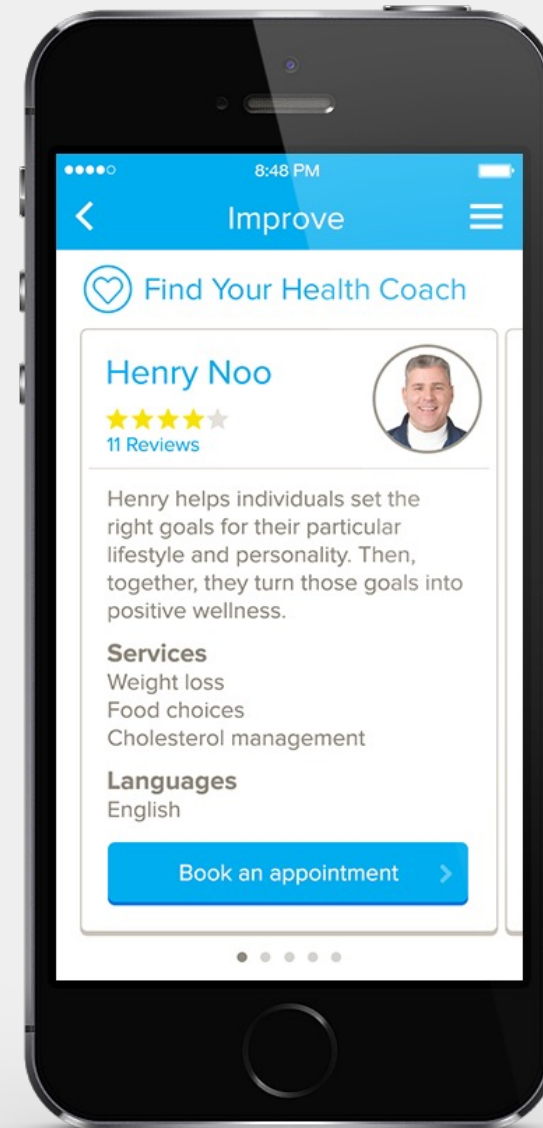 8:48 PM
Improve
Find Your Health Coach
Henry Noo
11 Reviews
Henry helps individuals set the
right goals for their particular
lifestyle and personality. Then,
together, they turn those goals into
positive wellness.
Services
Weight loss
Food choices
Cholesterol management
Languages
English
Book an appointment